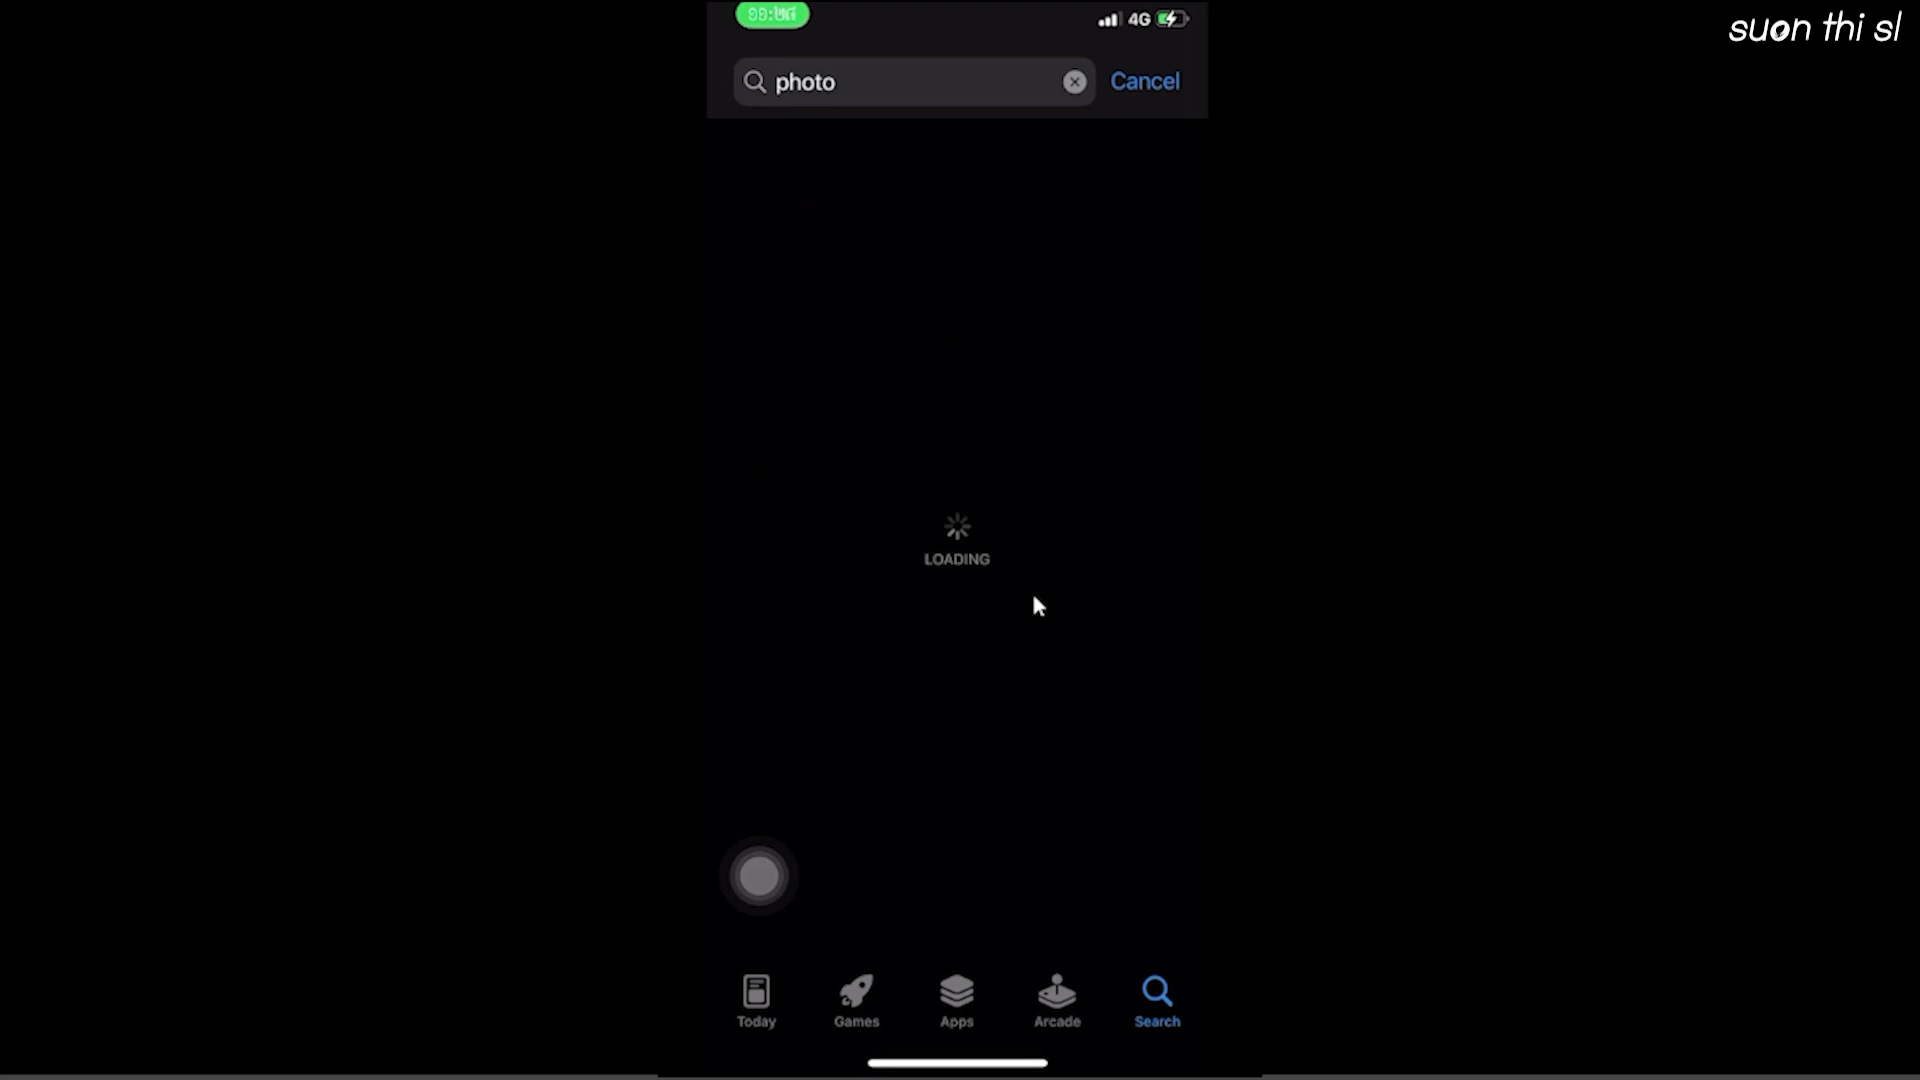 4G
suon thi sl
photo
Cancel
LOADING
Today
Games
Apps
Arcade
Search